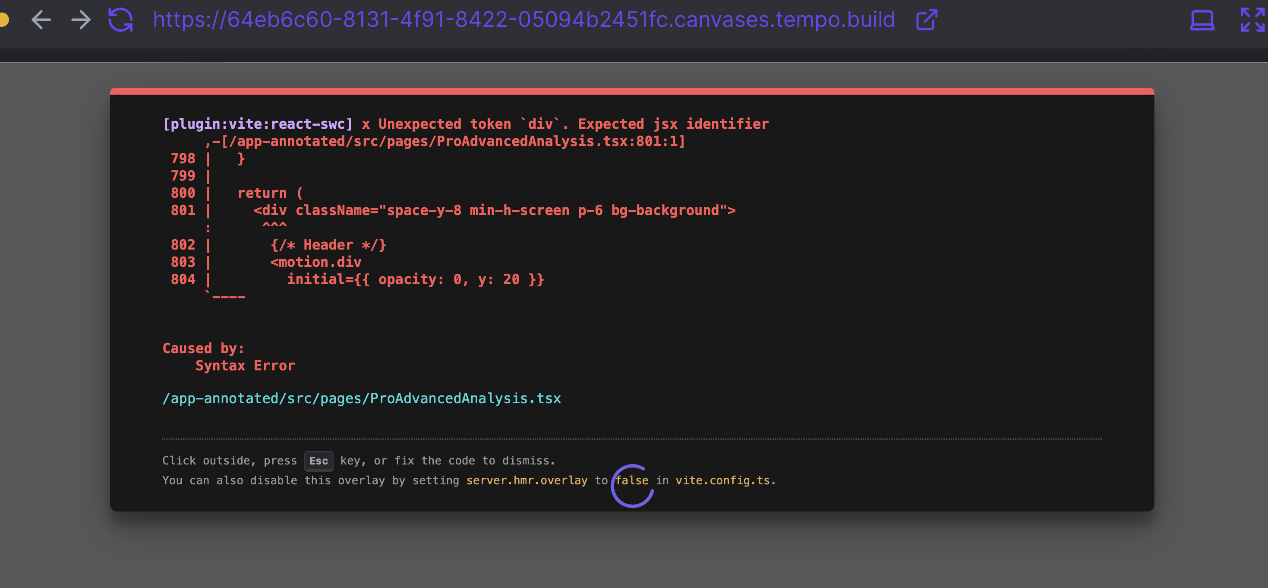 https://64eb6c60-8131-4f91-8422-05094b2451fc.canvases.tempo.build
[plugin:vite:react-swc] x Unexpected token `div`. Expected jsx identifier
,-[/app-annotated/src/pages/ProAdvancedAnalysis.tsx:801:1]
798 |   }
799 |
800 |   return (
801 |     <div className="space-y-8 min-h-screen p-6 bg-background">
:      ^^^
802 |       {/* Header */}
803 |       <motion.div
804 |         initial={{ opacity: 0, y: 20 }}
`----
Caused by:
Syntax Error
/app-annotated/src/pages/ProAdvancedAnalysis.tsx
Click outside, press Esc key, or fix the code to dismiss.
You can also disable this overlay by setting server.hmr.overlay to false in vite.config.ts.